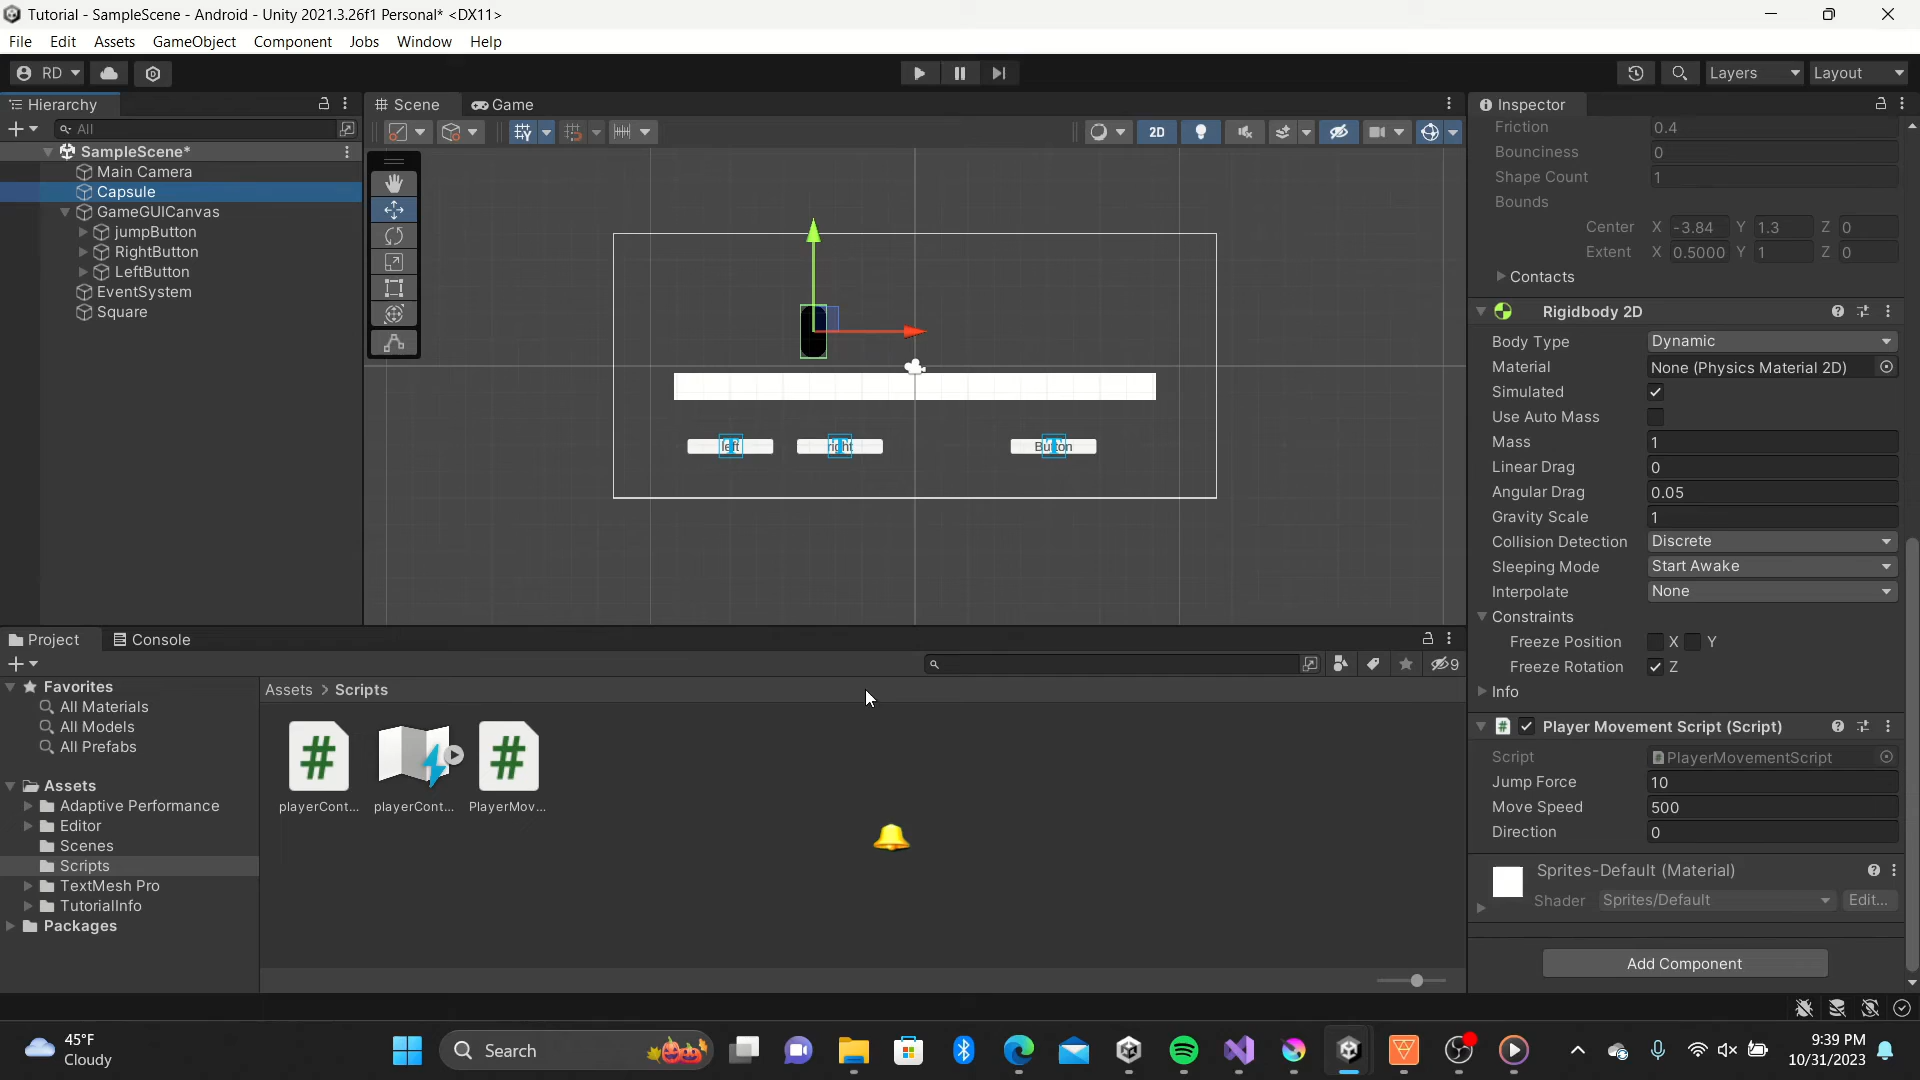 Tutorial - SampleScene - Android - Unity 2021.3.26f1 Personal* <DX11>
File Edit Assets GameObject Component Jobs Window Help
RD
Layers
Layout
Hierarchy
All
SampleScene*
Main Camera
Capsule
GameGUICanvas
jumpButton
RightButton
LeftButton
EventSystem
Square
Scene
Game
2D
left
right
Button
Inspector
Friction 0.4
Bounciness 0
Shape Count 1
Bounds
Center X -3.84 Y 1.3 Z 0
Extent X 0.5000 Y 1 Z 0
Contacts
Rigidbody 2D
Body Type Dynamic
Material None (Physics Material 2D)
Simulated
Use Auto Mass
Mass 1
Linear Drag 0
Angular Drag 0.05
Gravity Scale 1
Collision Detection Discrete
Sleeping Mode Start Awake
Interpolate None
Constraints
Freeze Position X Y
Freeze Rotation Z
Info
# Player Movement Script (Script)
Script PlayerMovementScript
Jump Force 10
Move Speed 500
Direction 0
Sprites-Default (Material)
Shader Sprites/Default Edit...
Add Component
Project
Console
9
Favorites
All Materials
All Models
All Prefabs
Assets
Adaptive Performance
Editor
Scenes
Scripts
TextMesh Pro
TutorialInfo
Packages
Assets > Scripts
# #
playerCont... playerCont... PlayerMov...
45°F
Cloudy
Search
9:39 PM
10/31/2023